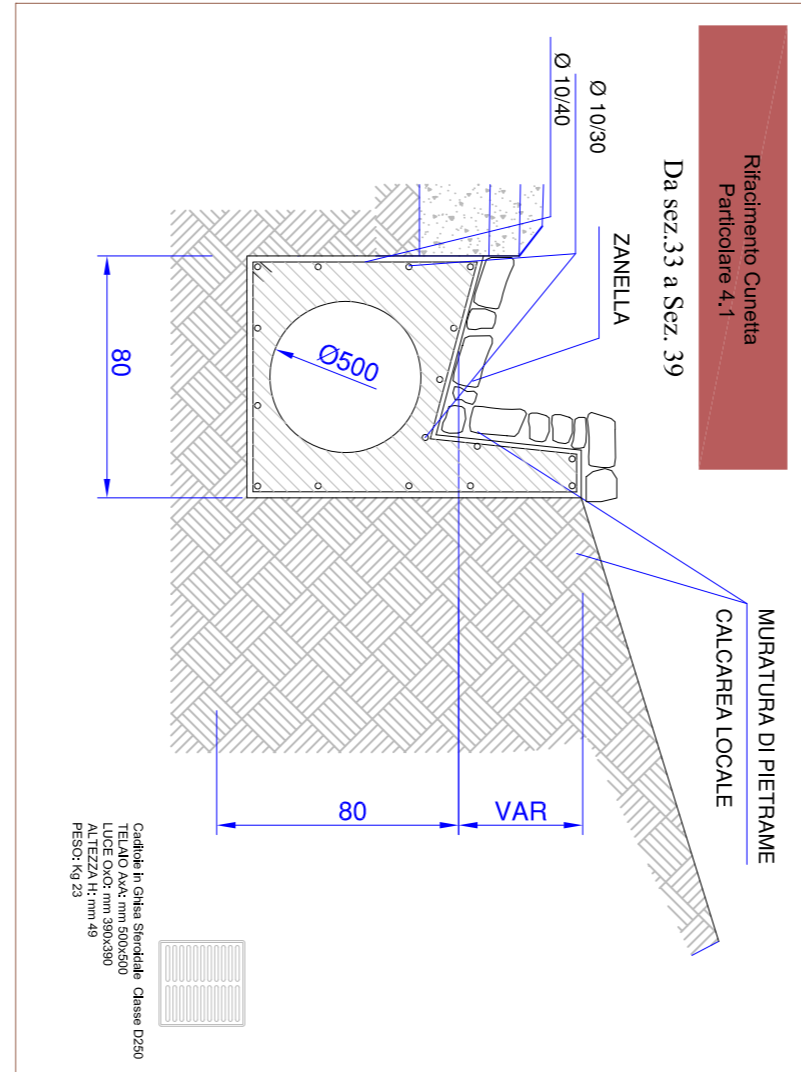 Rifacimento Cunetta
Particolare 4.1
Da sez.33 a Sez. 39
Ø 10/30
Ø 10/40
ZANELLA
MURATURA DI PIETRAME
CALCAREA LOCALE
Ø500
80
80
VAR
Caditoie in Ghisa Sferoidale Classe D250
TELAIO AxA: mm 500x500
LUCE OxO: mm 390x390
ALTEZZA H: mm 49
PESO: Kg 23